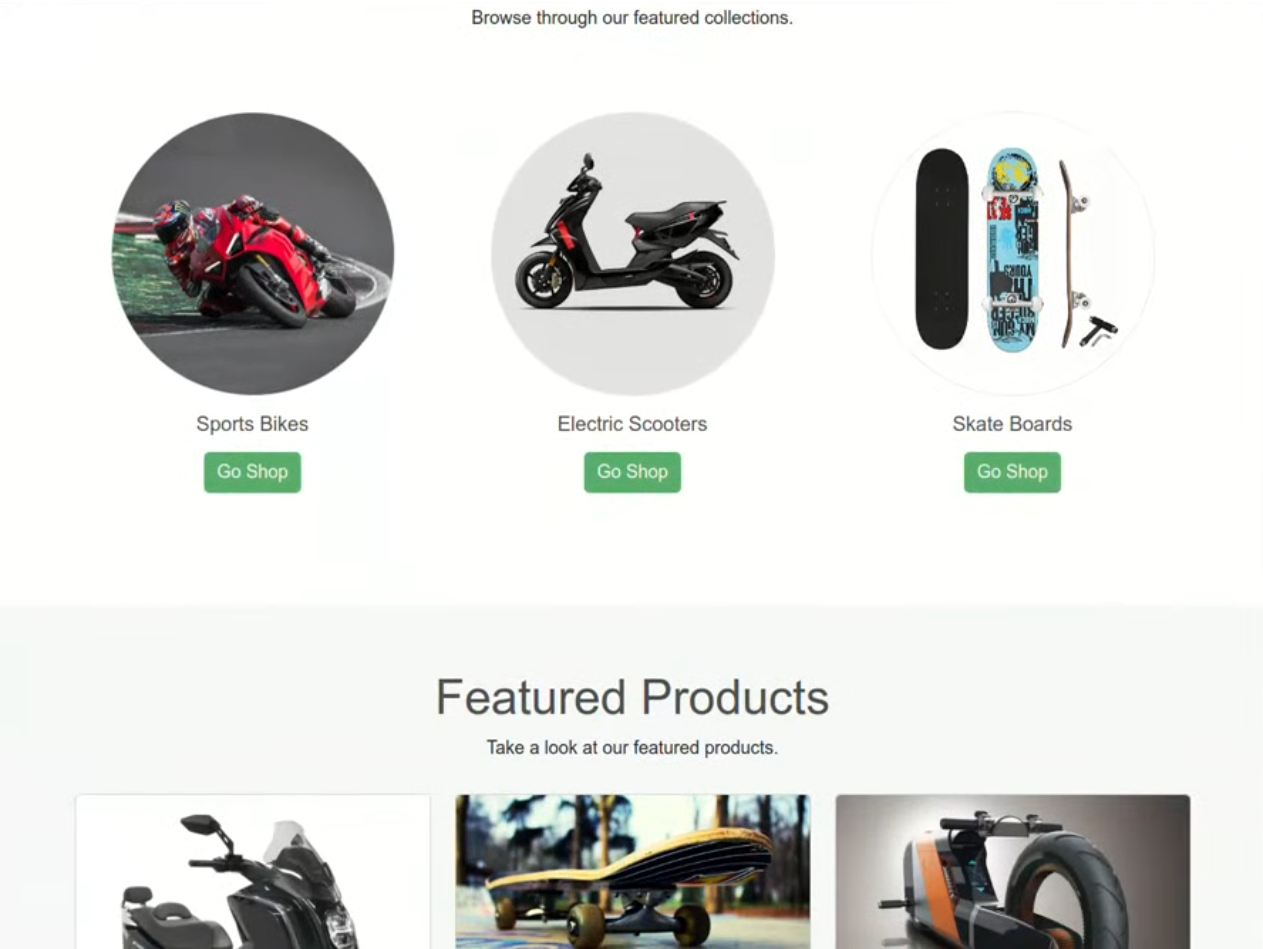 Browse through our featured collections.
Sports Bikes
Electric Scooters
Skate Boards
Go Shop
Go Shop
Go Shop
Featured Products
Take a look at our featured products.